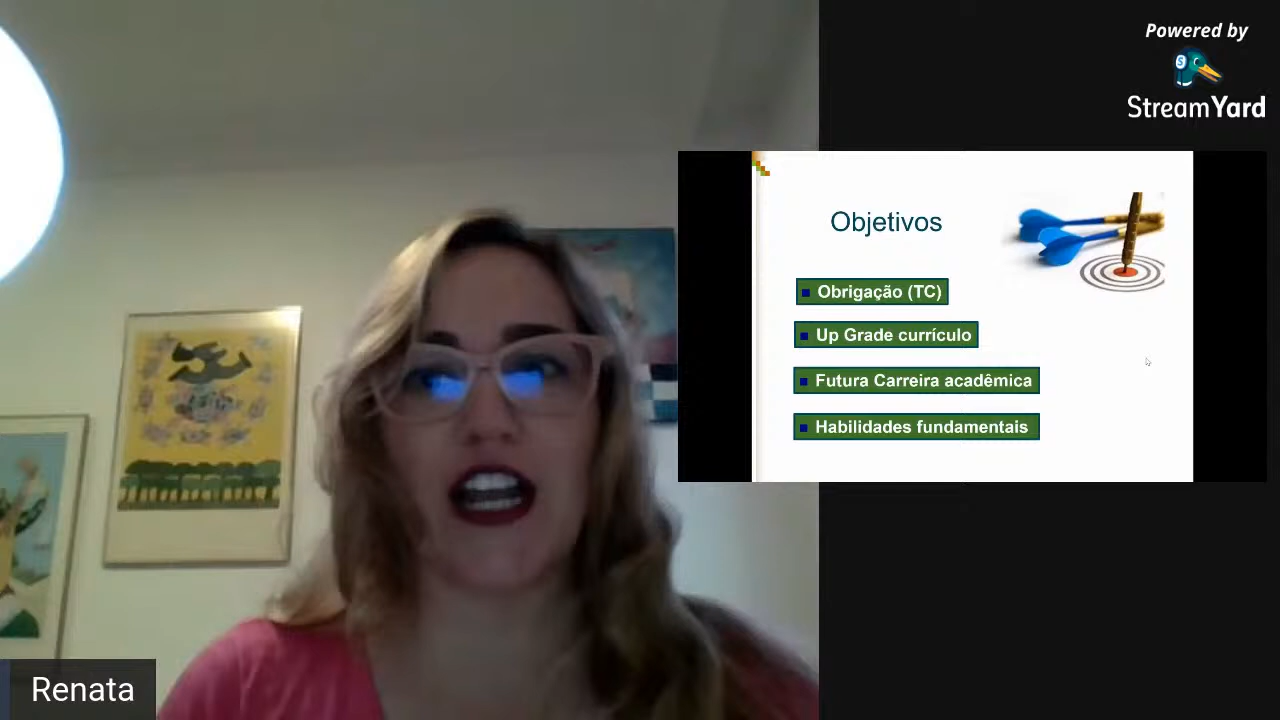 Powered by
StreamYard
Objetivos
Obrigação (TC)
Up Grade currículo
Futura Carreira acadêmica
Habilidades fundamentais
Renata